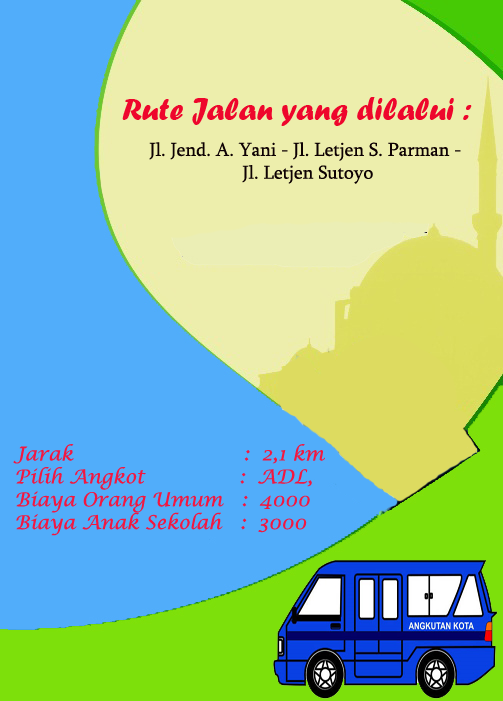 Rute Jalan yang dilalui :
Jl. Jend. A. Yani - Jl. Letjen S. Parman -
Jl. Letjen Sutoyo
Jarak : 2,1 km
Pilih Angkot : ADL,
Biaya Orang Umum : 4000
Biaya Anak Sekolah : 3000
ANGKUTAN KOTA